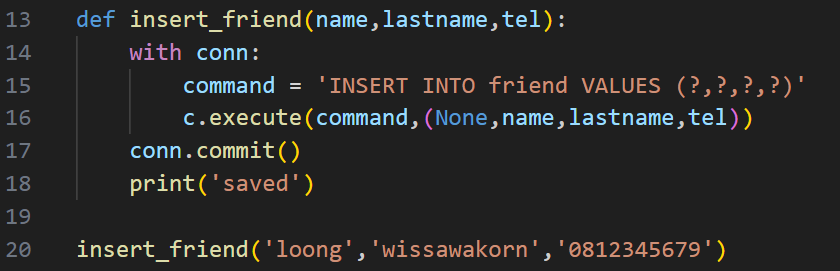 13 def insert_friend(name,lastname,tel):
14     with conn:
15         command = 'INSERT INTO friend VALUES (?,?,?,?)'
16         c.execute(command,(None,name,lastname,tel))
17     conn.commit()
18     print('saved')
19
20 insert_friend('loong','wissawakorn','0812345679')